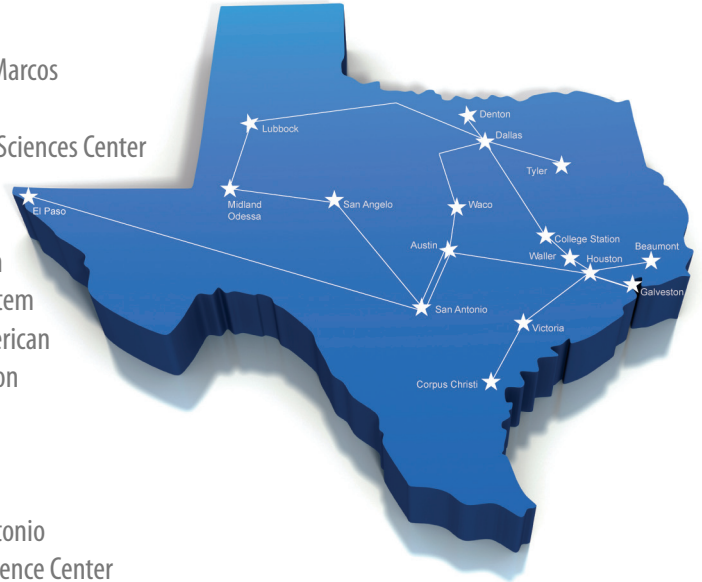 Marcos
Sciences Center
tem
erican
on
tonio
ence Center
Denton
Dallas
Lubbock
Tyler
El Paso
Midland
Odessa
San Angelo
Waco
College Station
Austin
Waller
Houston
Beaumont
Galveston
San Antonio
Victoria
Corpus Christi